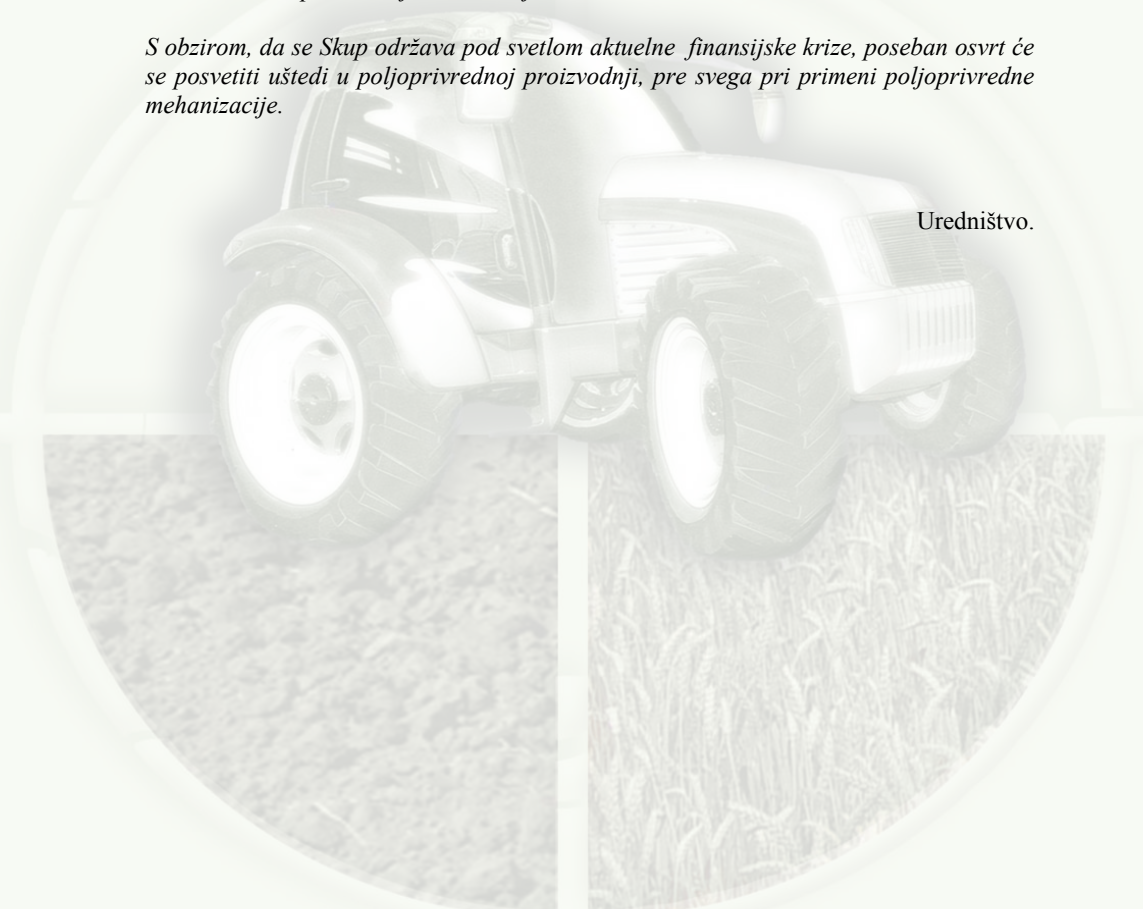 S obzirom, da se Skup održava pod svetlom aktuelne finansijske krize, poseban osvrt će
se posvetiti uštedi u poljoprivrednoj proizvodnji, pre svega pri primeni poljoprivredne
mehanizacije.
Uredništvo.